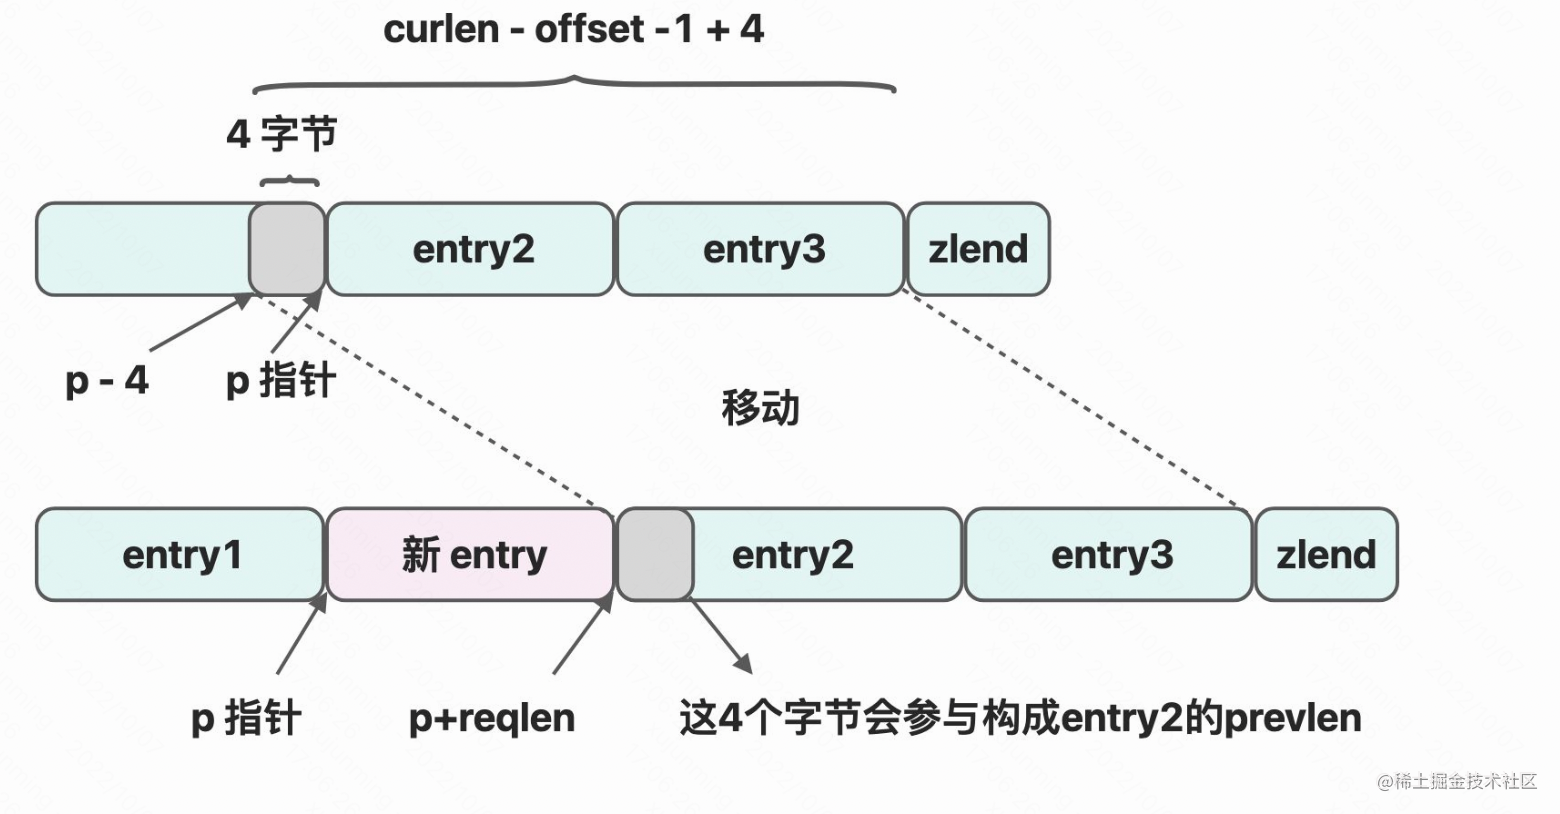 curlen - offset -1 + 4
4 字节
entry2
entry3
zlend
p - 4
p 指针
移动
entry1
新 entry
entry2
entry3
zlend
p 指针
p+reqlen
这4个字节会参与构成entry2的prevlen
@稀土掘金技术社区